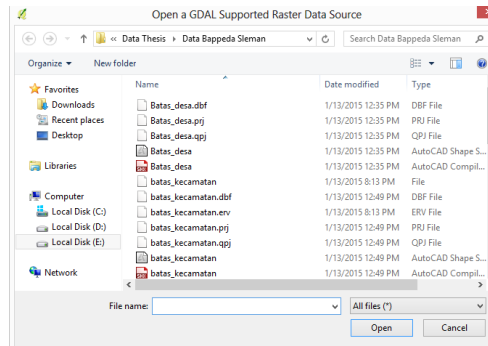 Open a GDAL Supported Raster Data Source
« Data Thesis Data Bappeda Sleman
Search Data Bappeda Sleman
Organize New folder
Name Date modified Type
Favorites
Downloads
Recent places
Desktop
Libraries
Computer
Local Disk (C:)
Local Disk (D:)
Local Disk (E:)
Network
Batas_desa.dbf 1/13/2015 12:35 PM DBF File
Batas_desa.prj 1/13/2015 12:35 PM PRJ File
Batas_desa.qpj 1/13/2015 12:35 PM QPJ File
Batas_desa 1/13/2015 12:35 PM AutoCAD Shape S...
Batas_desa 1/13/2015 12:35 PM AutoCAD Compil...
batas_kecamatan 1/13/2015 8:13 PM File
batas_kecamatan.dbf 1/13/2015 12:49 PM DBF File
batas_kecamatan.erv 1/13/2015 8:13 PM ERV File
batas_kecamatan.prj 1/13/2015 12:49 PM PRJ File
batas_kecamatan.qpj 1/13/2015 12:49 PM QPJ File
batas_kecamatan 1/13/2015 12:49 PM AutoCAD Shape S...
batas_kecamatan 1/13/2015 12:49 PM AutoCAD Compil...
File name: All files (*)
Open Cancel